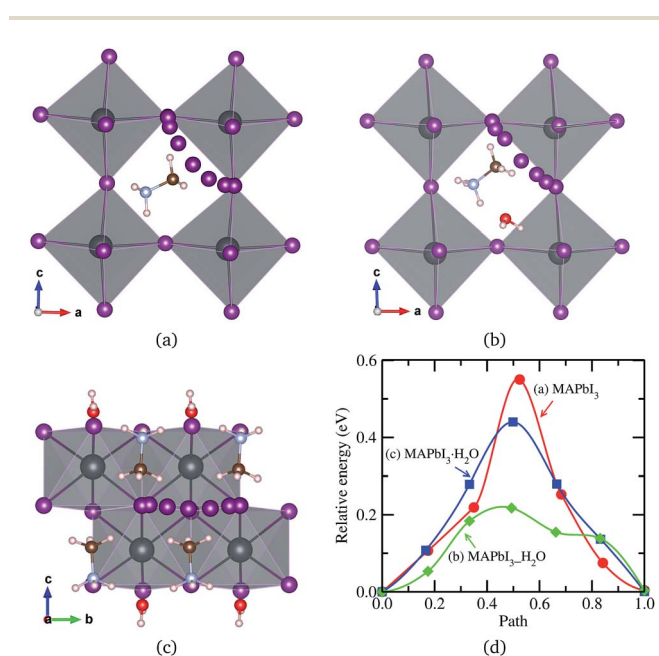 c
a
(a)
c
a
(b)
c
a
b
(c)
0.6
0.4
0.2
0.0
Relative energy (eV)
(a) MAPbI₃
(c) MAPbI₃·H₂O
(b) MAPbI₃_H₂O
0.0 0.2 0.4 0.6 0.8 1.0
Path
(d)